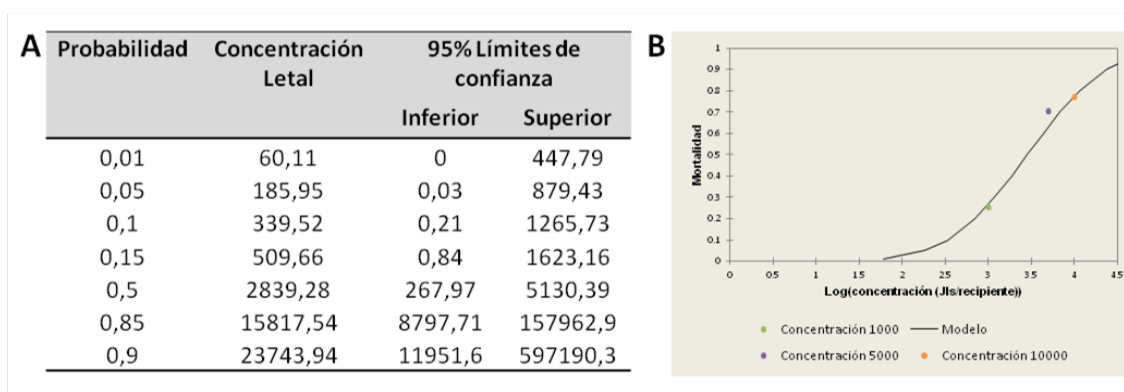 A
Probabilidad Concentración Letal 95% Límites de confianza
Inferior Superior
0,01 60,11 0 447,79
0,05 185,95 0,03 879,43
0,1 339,52 0,21 1265,73
0,15 509,66 0,84 1623,16
0,5 2839,28 267,97 5130,39
0,85 15817,54 8797,71 157962,9
0,9 23743,94 11951,6 597190,3
B
Mortalidad
1
0.9
0.8
0.7
0.6
0.5
0.4
0.3
0.2
0.1
0
0 0.5 1 1.5 2 2.5 3 3.5 4 4.5
Log(concentración (JIs/recipiente))
Concentración 1000 Modelo
Concentración 5000 Concentración 10000